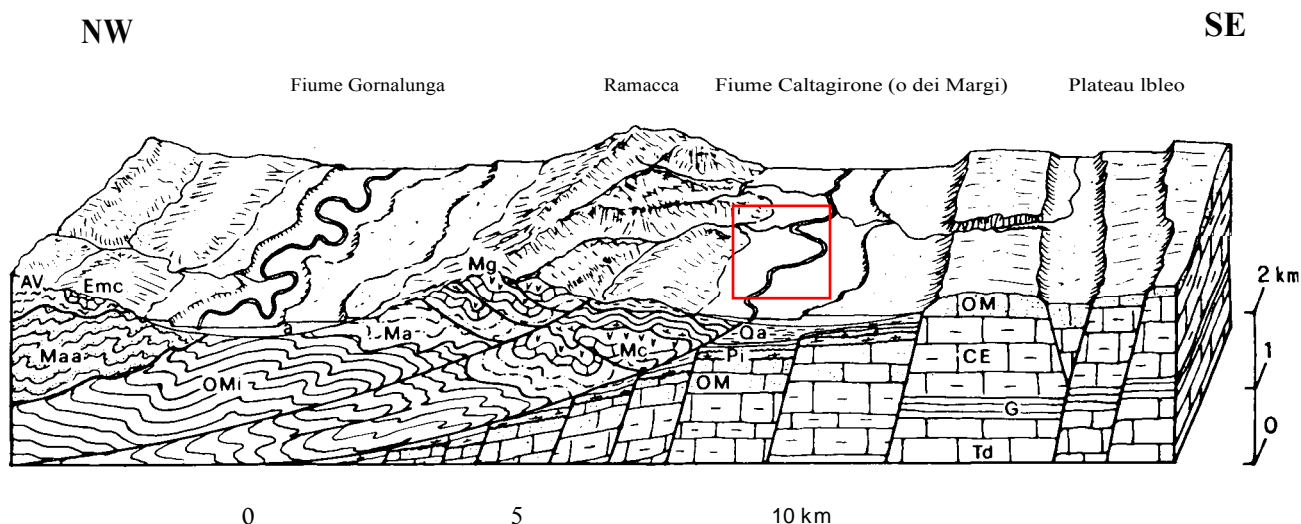 NW
SE
Fiume Gornalunga
Ramacca
Fiume Caltagirone (o dei Margi)
Plateau Ibleo
AV
Emc
Mg
2 km
Maa
a
Ma
Mc
Qa
OM
Pi
CE
1
OMi
OM
G
0
Td
0
5
10 km